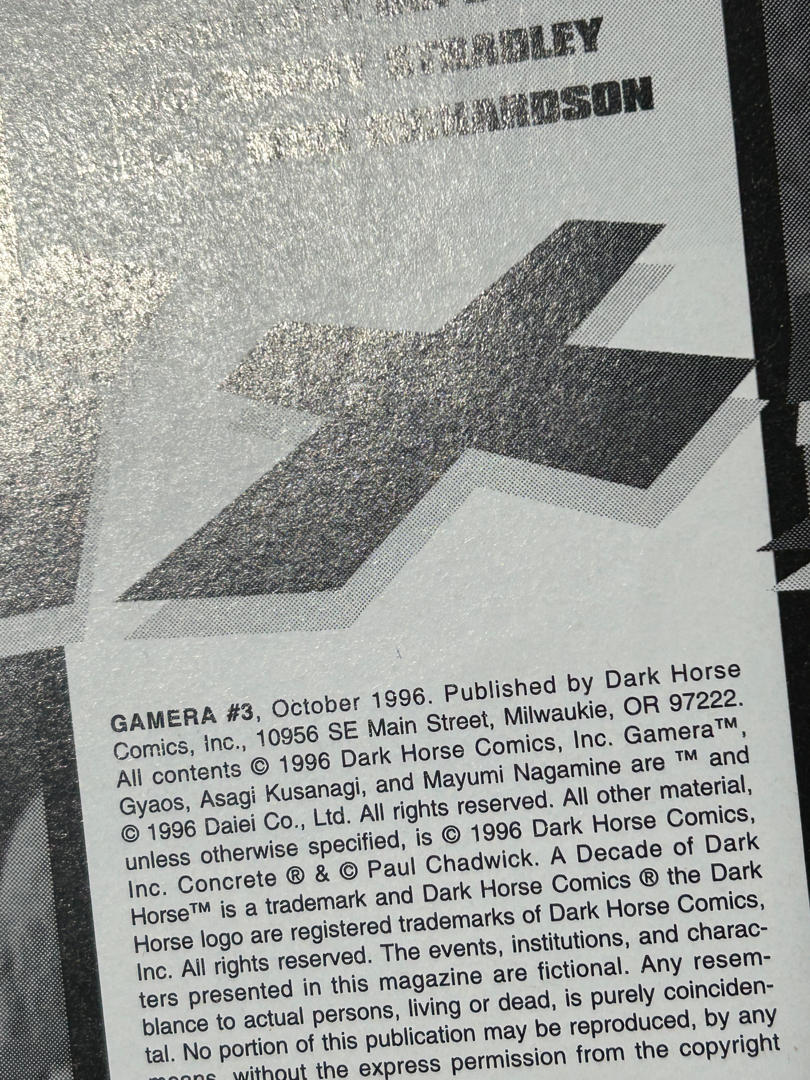 STRADLEY
RICHARDSON
GAMERA #3, October 1996. Published by Dark Horse
Comics, Inc., 10956 SE Main Street, Milwaukie, OR 97222.
All contents © 1996 Dark Horse Comics, Inc. Gamera™,
Gyaos, Asagi Kusanagi, and Mayumi Nagamine are ™ and
© 1996 Daiei Co., Ltd. All rights reserved. All other material,
unless otherwise specified, is © 1996 Dark Horse Comics,
Inc. Concrete ® & © Paul Chadwick. A Decade of Dark
Horse™ is a trademark and Dark Horse Comics ® the Dark
Horse logo are registered trademarks of Dark Horse Comics,
Inc. All rights reserved. The events, institutions, and charac-
ters presented in this magazine are fictional. Any resem-
blance to actual persons, living or dead, is purely coinciden-
tal. No portion of this publication may be reproduced, by any
means, without the express permission from the copyright